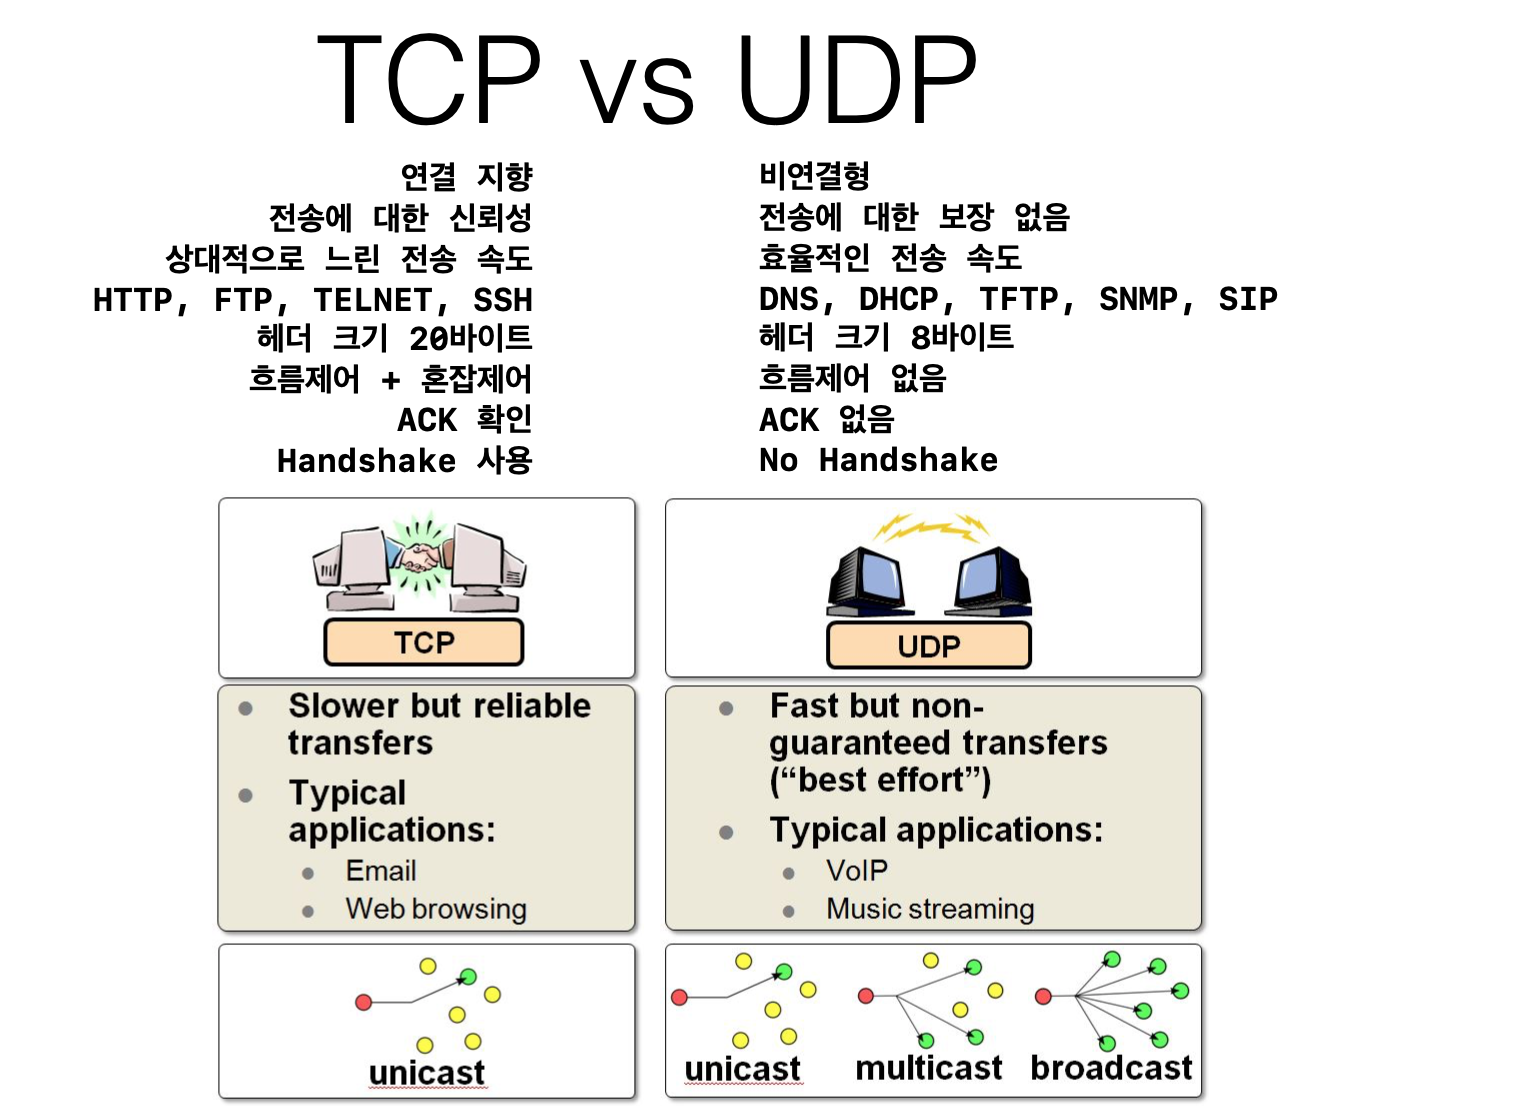 TCP vs UDP
연결 지향
전송에 대한 신뢰성
상대적으로 느린 전송 속도
HTTP, FTP, TELNET, SSH
헤더 크기 20바이트
흐름제어 + 혼잡제어
ACK 확인
Handshake 사용
비연결형
전송에 대한 보장 없음
효율적인 전송 속도
DNS, DHCP, TFTP, SNMP, SIP
헤더 크기 8바이트
흐름제어 없음
ACK 없음
No Handshake
TCP
Slower but reliable
transfers
Typical
applications:
Email
Web browsing
unicast
UDP
Fast but non-
guaranteed transfers
(“best effort”)
Typical applications:
VoIP
Music streaming
unicast
multicast
broadcast